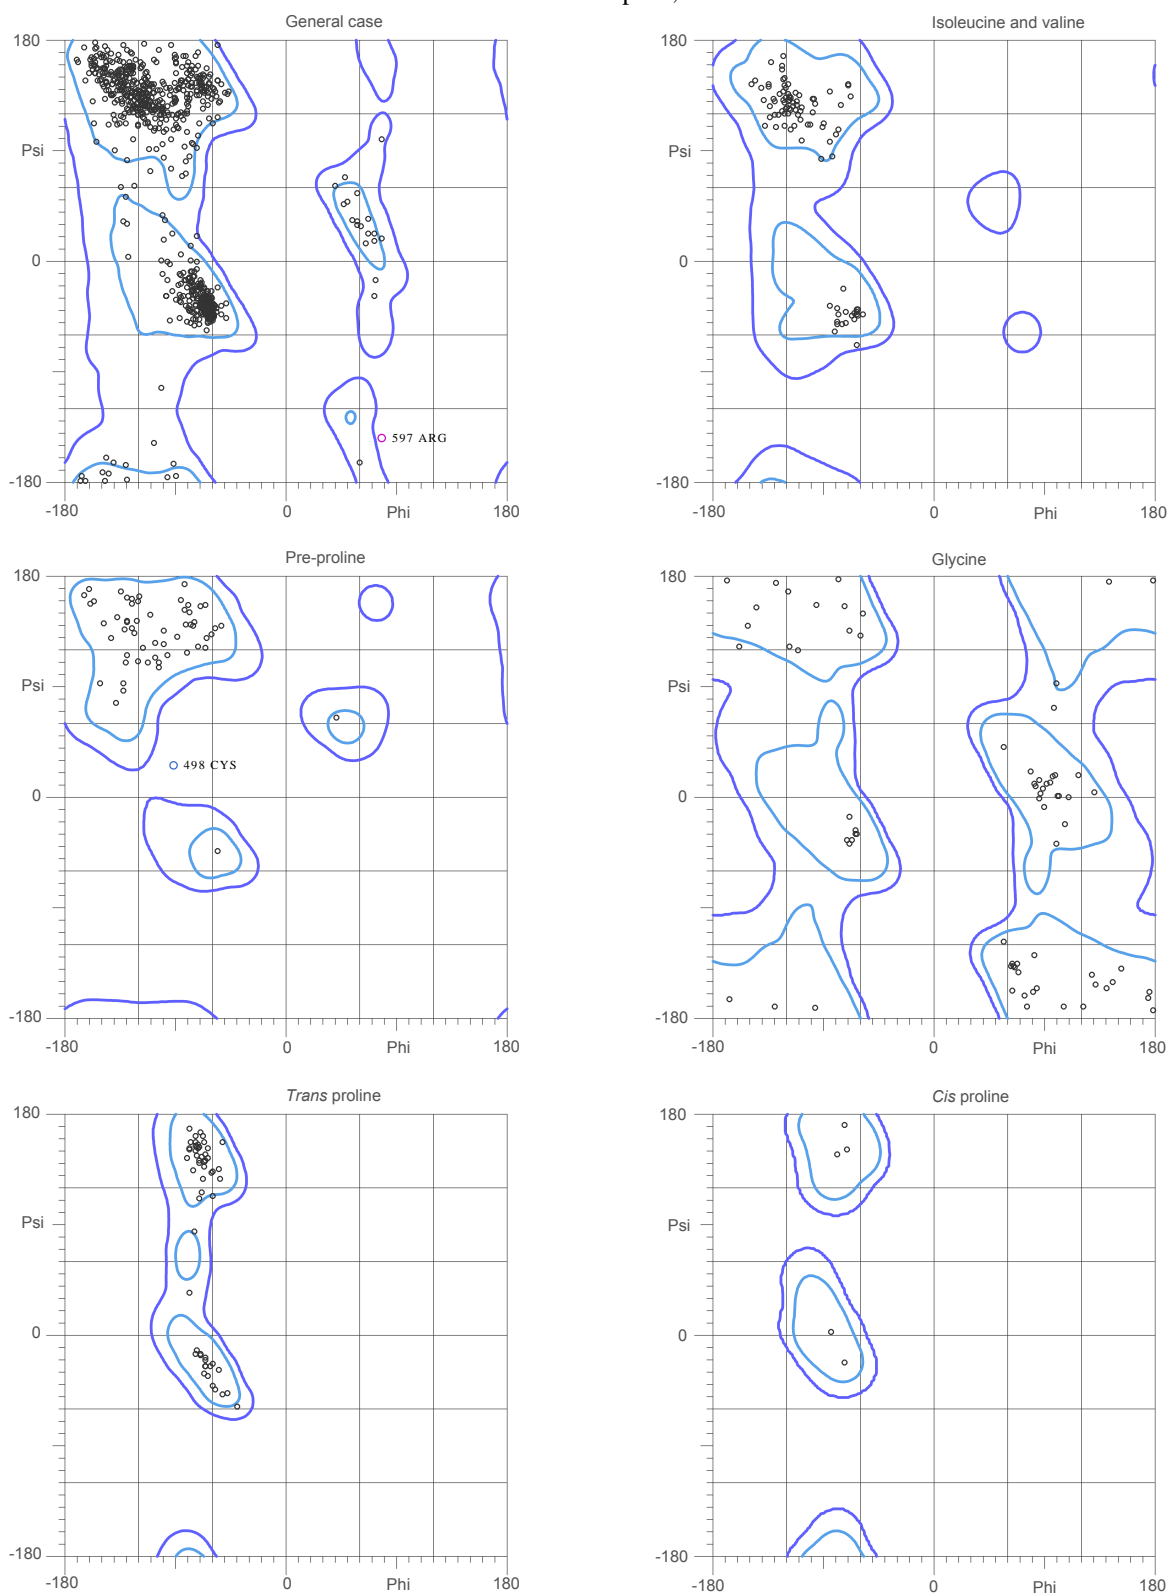 General case
Isoleucine and valine
180
Psi
0
-180
-180
0
Phi
180
597 ARG
180
Psi
0
-180
-180
0
Phi
180
Pre-proline
Glycine
180
Psi
0
-180
-180
0
Phi
180
498 CYS
180
Psi
0
-180
-180
0
Phi
180
Trans proline
Cis proline
180
Psi
0
-180
-180
0
Phi
180
180
Psi
0
-180
-180
0
Phi
180